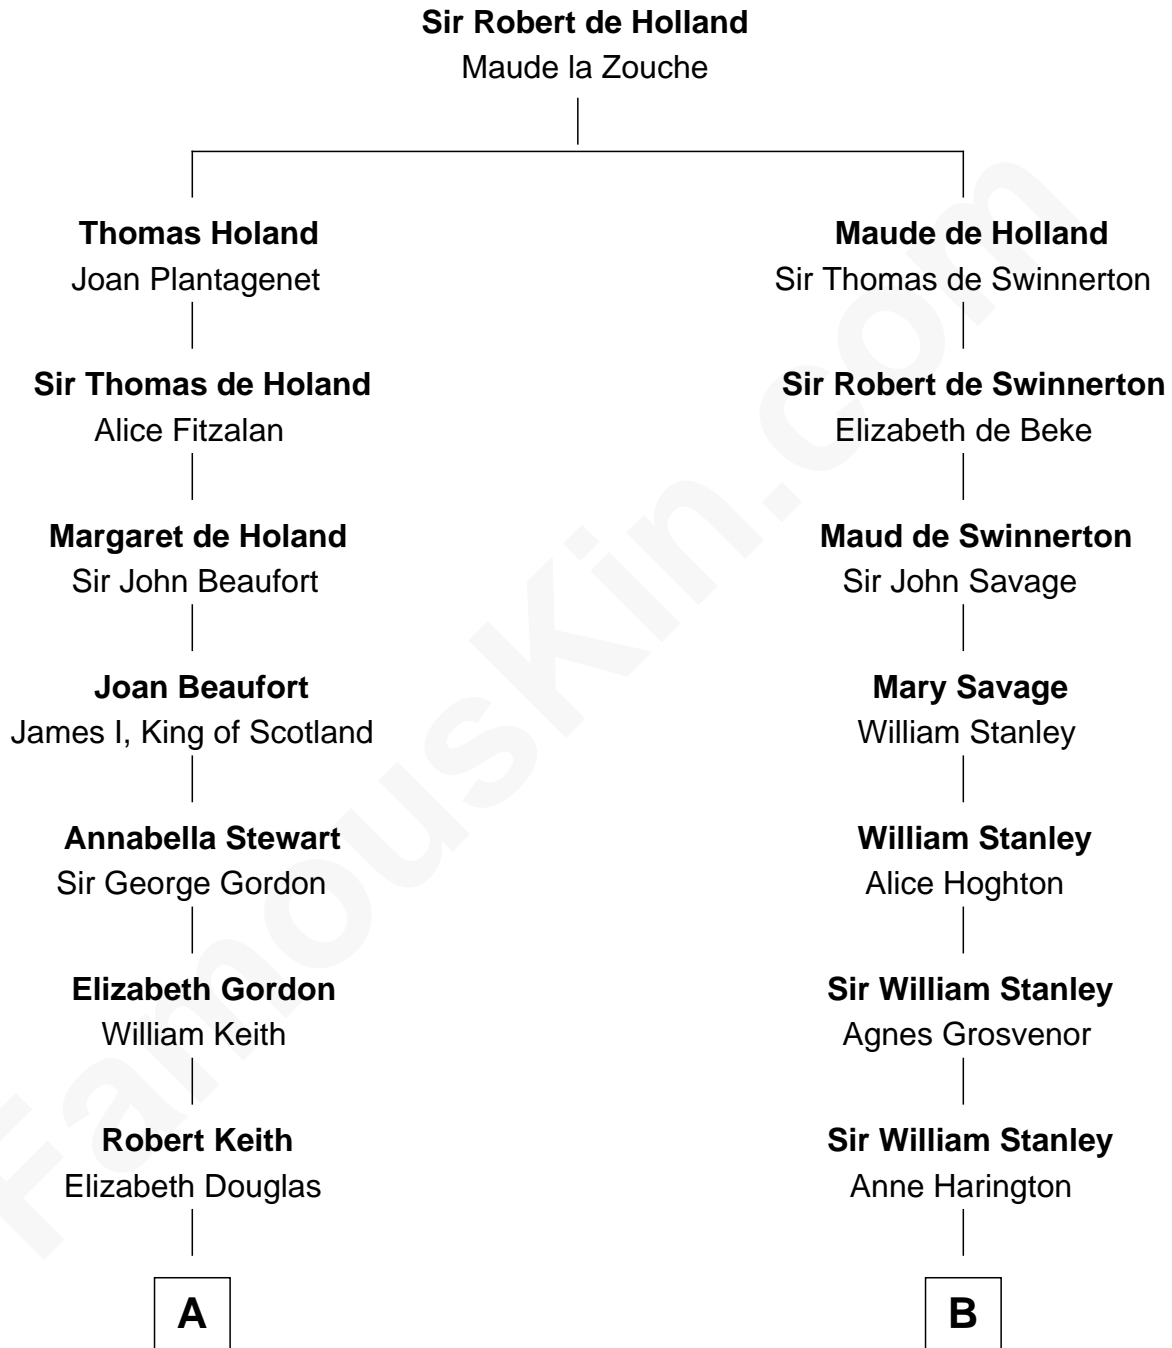 Sir Robert de Holland
Maude la Zouche
Thomas Holand
Joan Plantagenet
Sir Thomas de Holand
Alice Fitzalan
Margaret de Holand
Sir John Beaufort
Joan Beaufort
James I, King of Scotland
Annabella Stewart
Sir George Gordon
Elizabeth Gordon
William Keith
Robert Keith
Elizabeth Douglas
A
Maude de Holland
Sir Thomas de Swinnerton
Sir Robert de Swinnerton
Elizabeth de Beke
Maud de Swinnerton
Sir John Savage
Mary Savage
William Stanley
William Stanley
Alice Hoghton
Sir William Stanley
Agnes Grosvenor
Sir William Stanley
Anne Harington
B
FamousKin.com